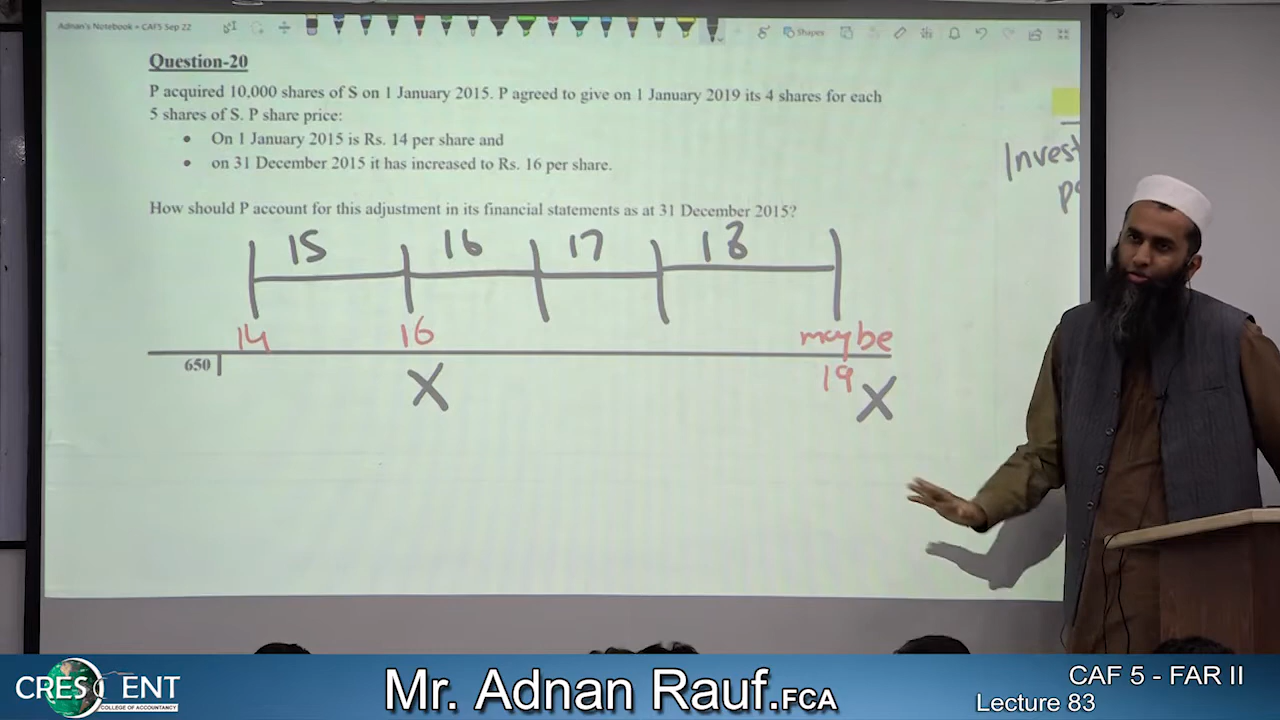 Adnan's Notebook » CAF5 Sep 22
Shapes
Question-20
P acquired 10,000 shares of S on 1 January 2015. P agreed to give on 1 January 2019 its 4 shares for each
5 shares of S. P share price:
• On 1 January 2015 is Rs. 14 per share and
• on 31 December 2015 it has increased to Rs. 16 per share.
How should P account for this adjustment in its financial statements as at 31 December 2015?
Invest
15 16 17 18
14 16 maybe
19
650
X X
CRESCENT
COLLEGE OF ACCOUNTANCY
Mr. Adnan Rauf.FCA
CAF 5 - FAR II
Lecture 83